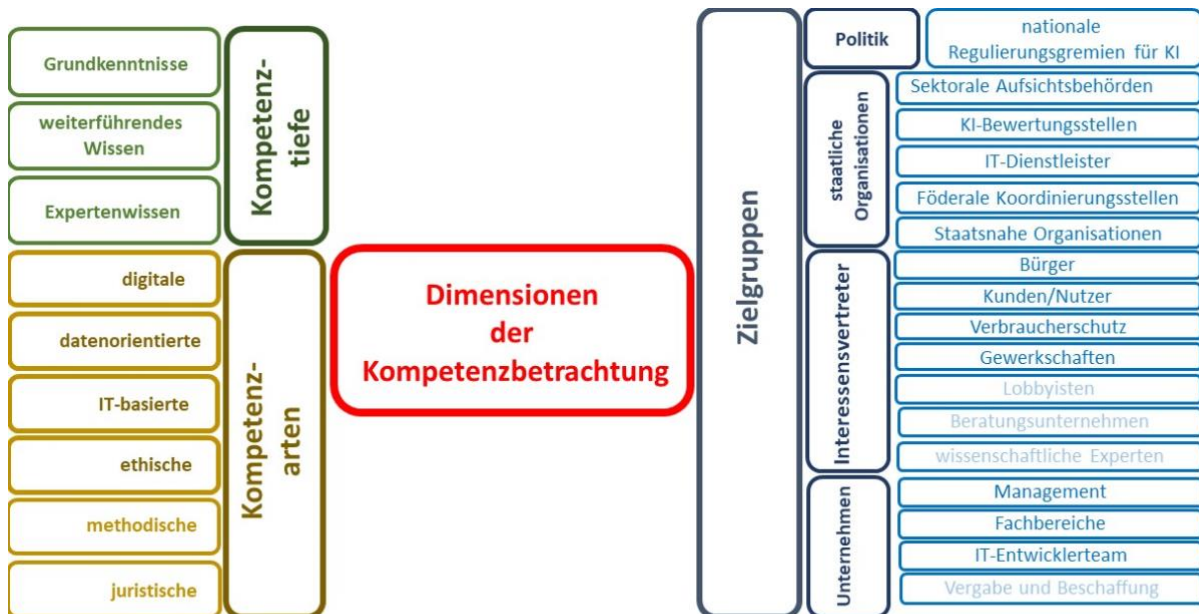 Grundkenntnisse
weiterführendes
Wissen
Expertenwissen
Kompetenz-
tiefe
digitale
datenorientierte
IT-basierte
ethische
methodische
juristische
Kompetenz-
arten
Dimensionen
der
Kompetenzbetrachtung
Zielgruppen
Politik
nationale
Regulierungsgremien für KI
staatliche
Organisationen
Sektorale Aufsichtsbehörden
KI-Bewertungsstellen
IT-Dienstleister
Föderale Koordinierungsstellen
Staatsnahe Organisationen
Interessensvertreter
Bürger
Kunden/Nutzer
Verbraucherschutz
Gewerkschaften
Lobbyisten
Beratungsunternehmen
wissenschaftliche Experten
Unternehmen
Management
Fachbereiche
IT-Entwicklerteam
Vergabe und Beschaffung